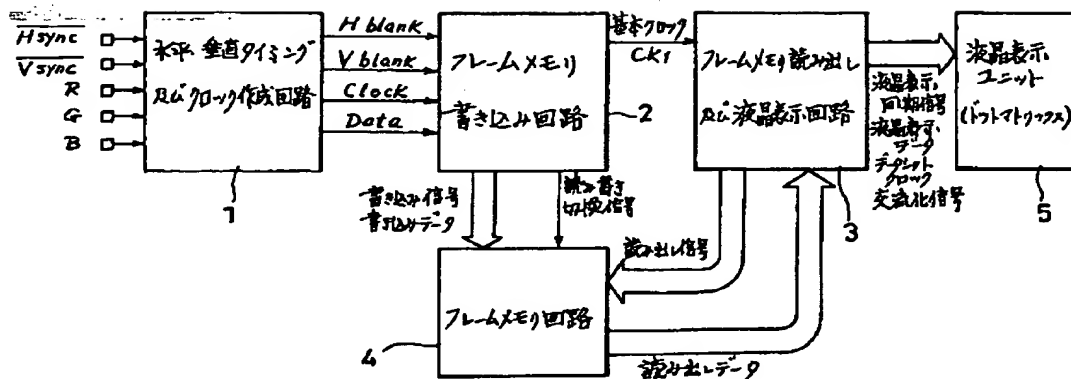 Hsync
Vsync
R
G
B
水平 垂直タイミング
及びクロック作成回路
1
H blank
V blank
Clock
Data
フレームメモリ
書き込み回路
2
基本クロック
CK1
フレームメモリ読み出し
及び液晶表示回路
3
液晶表示
同期信号
液晶表示
データ
データシフト
クロック
交流化信号
液晶表示
ユニット
(ドットマトリックス)
5
書き込み信号
書き込みデータ
読み書き
切換信号
読み出し信号
フレームメモリ回路
4
読み出しデータ